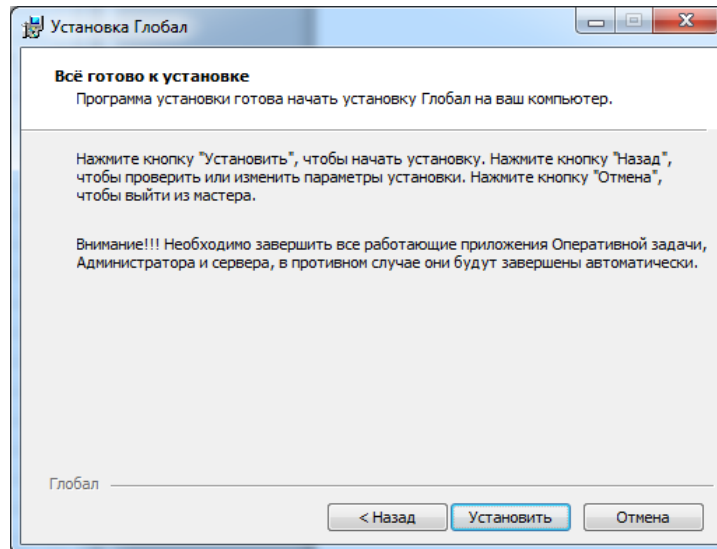 Установка Глобал
Всё готово к установке
Программа установки готова начать установку Глобал на ваш компьютер.
Нажмите кнопку "Установить", чтобы начать установку. Нажмите кнопку "Назад",
чтобы проверить или изменить параметры установки. Нажмите кнопку "Отмена",
чтобы выйти из мастера.
Внимание!!! Необходимо завершить все работающие приложения Оперативной задачи,
Администратора и сервера, в противном случае они будут завершены автоматически.
Глобал
< Назад
Установить
Отмена